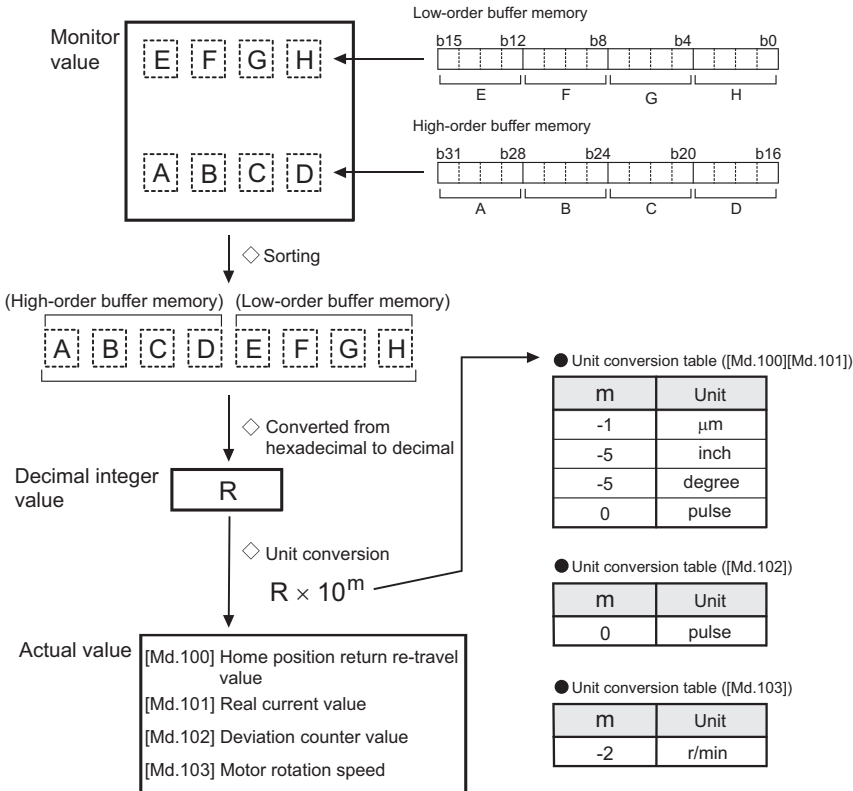 Monitor
value
E F G H
A B C D
Low-order buffer memory
b15 b12 b8 b4 b0
E F G H
High-order buffer memory
b31 b28 b24 b20 b16
A B C D
◇ Sorting
(High-order buffer memory) (Low-order buffer memory)
A B C D E F G H
◇ Converted from
hexadecimal to decimal
Decimal integer
value
R
◇ Unit conversion
R × 10^m
Actual value
[Md.100] Home position return re-travel
value
[Md.101] Real current value
[Md.102] Deviation counter value
[Md.103] Motor rotation speed
● Unit conversion table ([Md.100][Md.101])
m Unit
-1 μm
-5 inch
-5 degree
0 pulse
● Unit conversion table ([Md.102])
m Unit
0 pulse
● Unit conversion table ([Md.103])
m Unit
-2 r/min